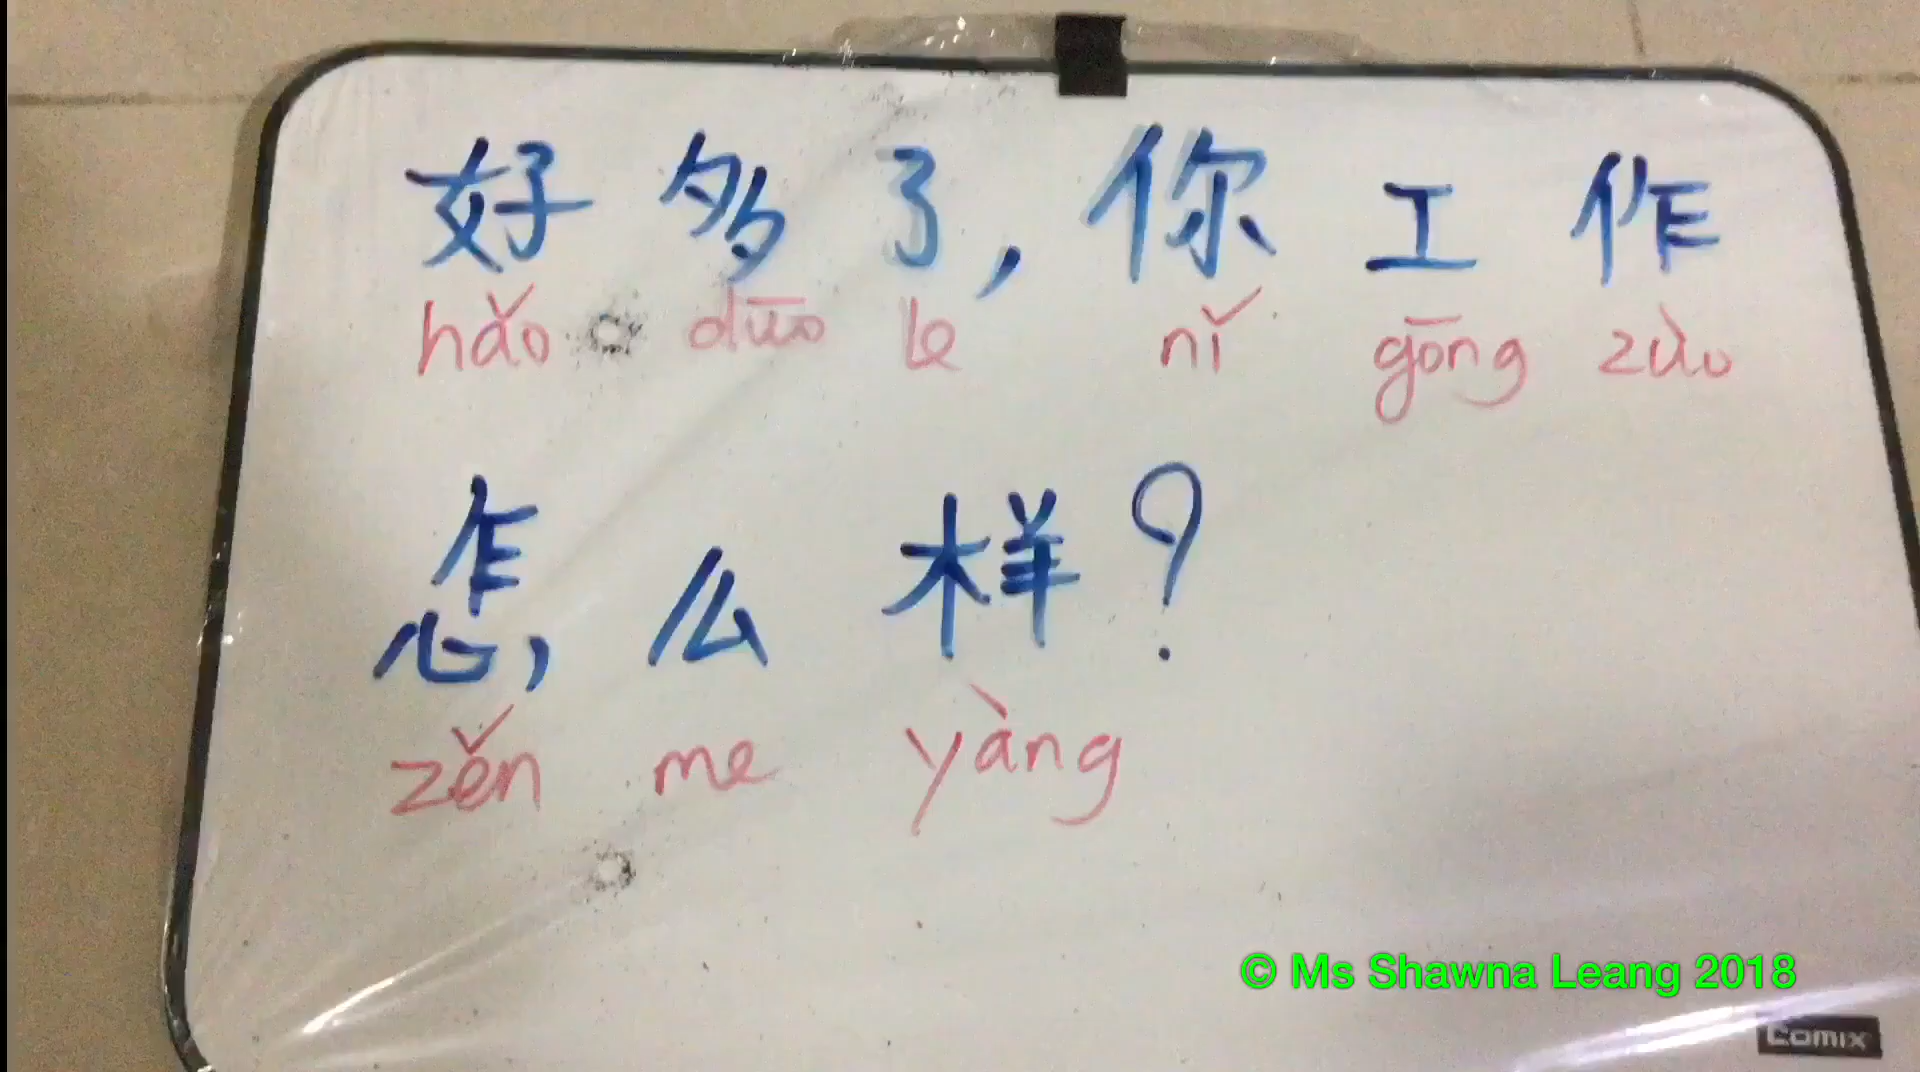 好多了，你工作
hǎo duō le nǐ gōng zuò
怎么样？
zěn me yàng
© Ms Shawna Leang 2018
Comix